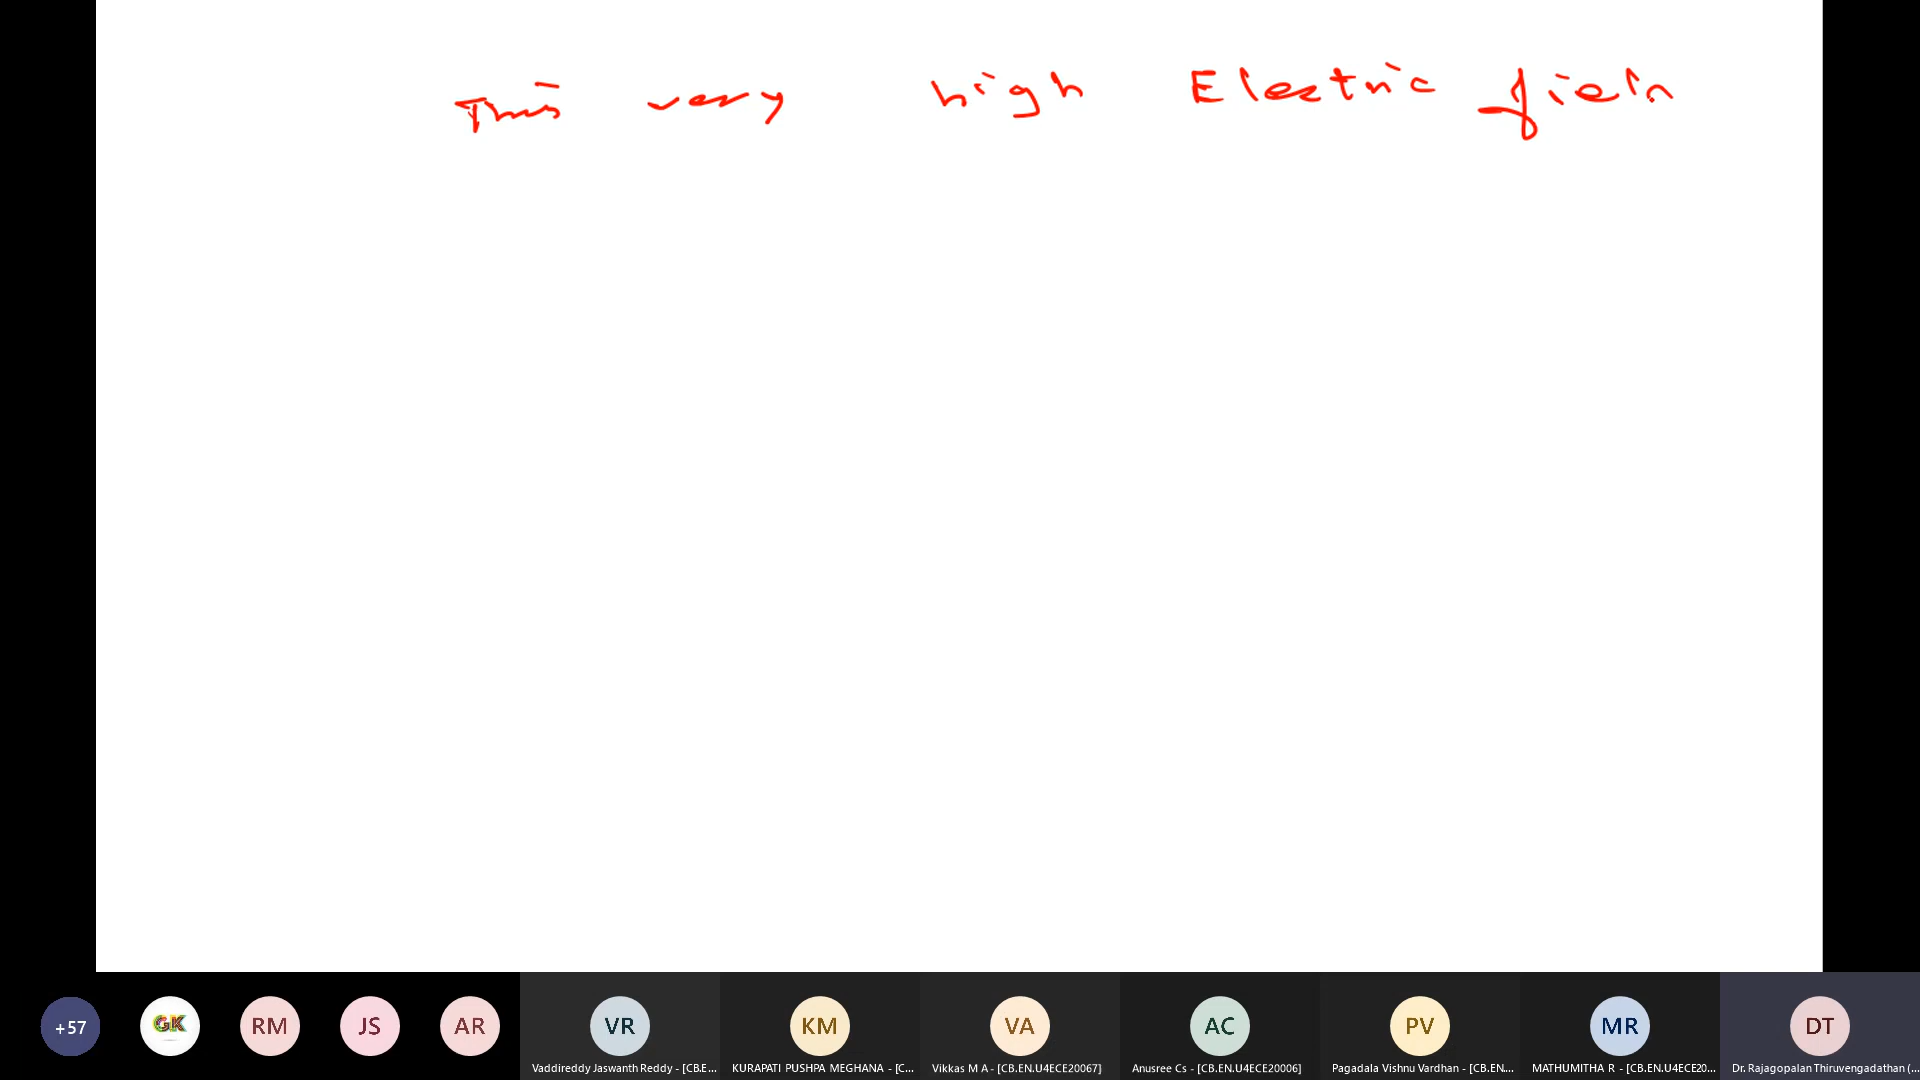 This very high Electric field
+57 GK RM JS AR VR KM VA AC PV MR DT
Vaddireddy Jaswanth Reddy - [CB.E... KURAPATI PUSHPA MEGHANA - [C... Vikkas M A - [CB.EN.U4ECE20067] Anusree Cs - [CB.EN.U4ECE20006] Pagadala Vishnu Vardhan - [CB.EN,... MATHUMITHA R - [CB.EN.U4ECE20... Dr. Rajagopalan Thiruvengadathan (...